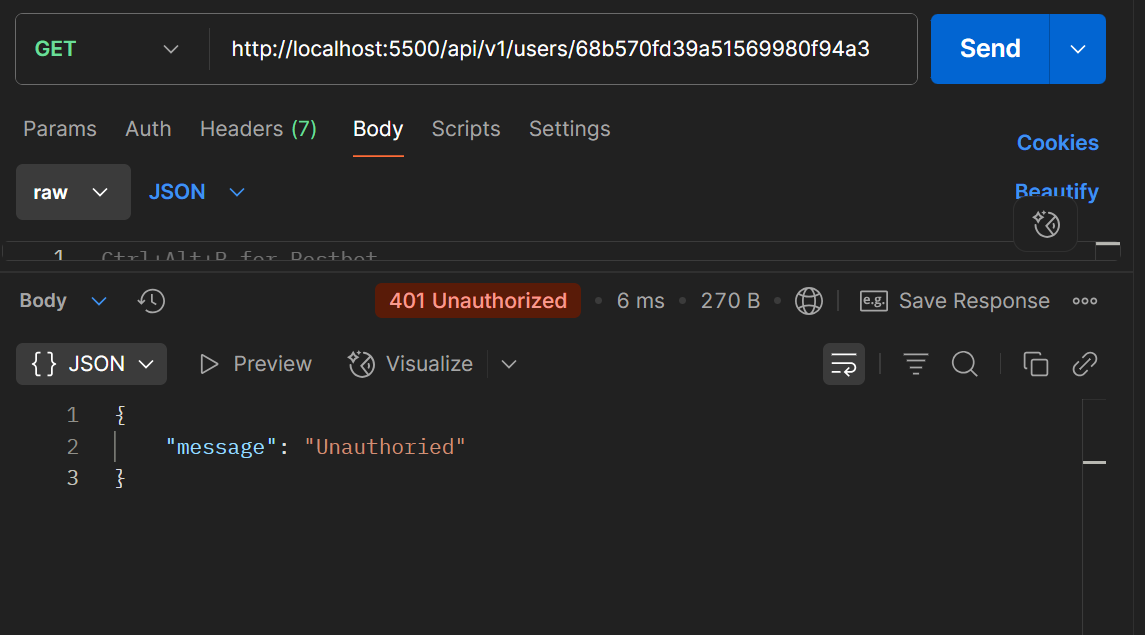 GET http://localhost:5500/api/v1/users/68b570fd39a51569980f94a3 Send
Params Auth Headers (7) Body Scripts Settings Cookies
raw JSON Beautify
1 Ctrl+Alt+P for Postbot
Body 401 Unauthorized • 6 ms • 270 B • e.g. Save Response
{} JSON Preview Visualize
1 {
2 "message": "Unauthoried"
3 }